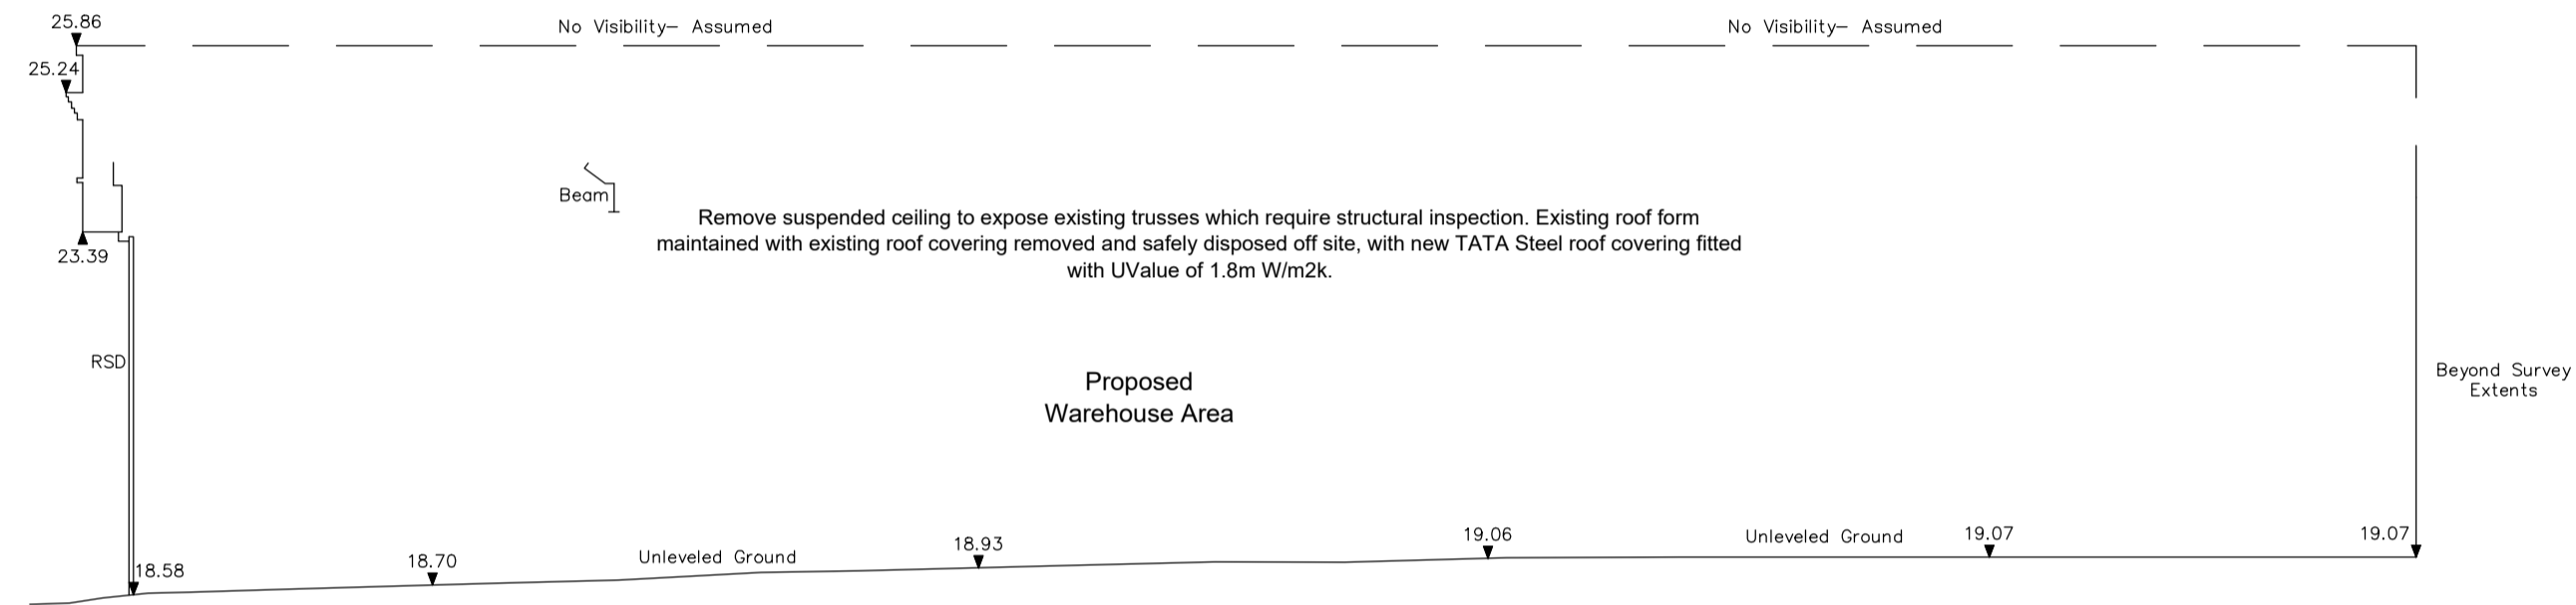 25.86
No Visibility– Assumed
No Visibility– Assumed
25.24
Beam
Remove suspended ceiling to expose existing trusses which require structural inspection. Existing roof form
maintained with existing roof covering removed and safely disposed off site, with new TATA Steel roof covering fitted
with UValue of 1.8m W/m2k.
23.39
RSD
Proposed
Warehouse Area
Beyond Survey
Extents
18.58
18.70
Unleveled Ground
18.93
19.06
Unleveled Ground
19.07
19.07